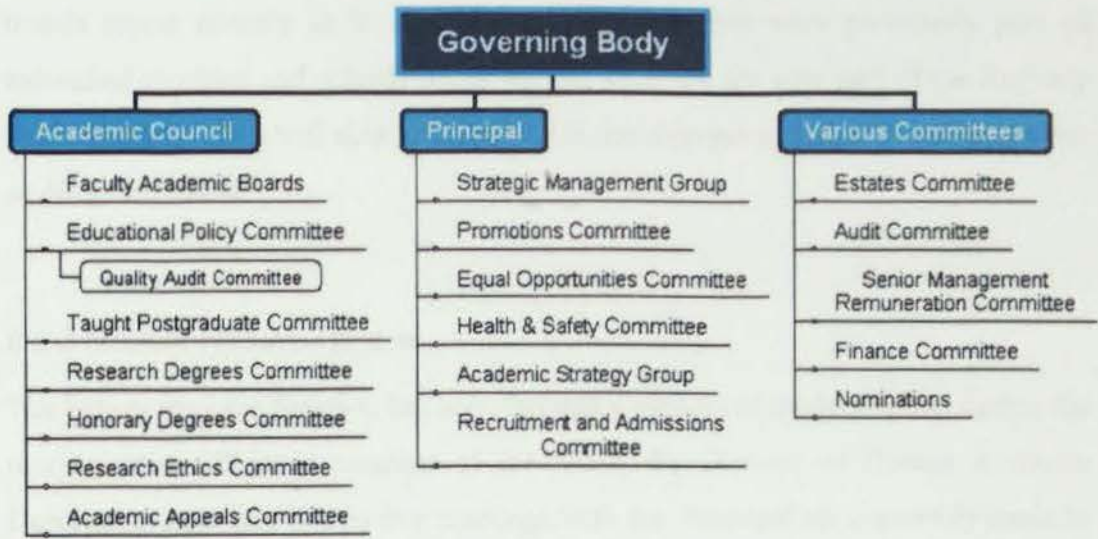 Governing Body
Academic Council
Faculty Academic Boards
Educational Policy Committee
Quality Audit Committee
Taught Postgraduate Committee
Research Degrees Committee
Honorary Degrees Committee
Research Ethics Committee
Academic Appeals Committee
Principal
Strategic Management Group
Promotions Committee
Equal Opportunities Committee
Health & Safety Committee
Academic Strategy Group
Recruitment and Admissions
Committee
Various Committees
Estates Committee
Audit Committee
Senior Management
Remuneration Committee
Finance Committee
Nominations